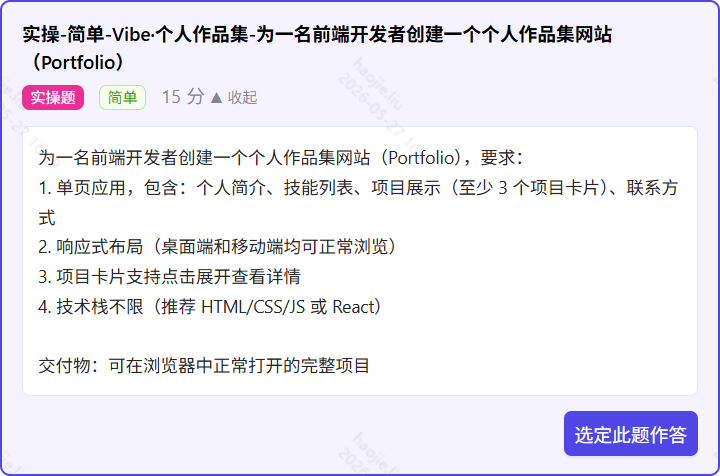 实操-简单-Vibe·个人作品集-为一名前端开发者创建一个个人作品集网站
（Portfolio）
实操题 简单 15 分 ▲ 收起
为一名前端开发者创建一个个人作品集网站（Portfolio），要求：
1. 单页应用，包含：个人简介、技能列表、项目展示（至少 3 个项目卡片）、联系方
式
2. 响应式布局（桌面端和移动端均可正常浏览）
3. 项目卡片支持点击展开查看详情
4. 技术栈不限（推荐 HTML/CSS/JS 或 React）
交付物：可在浏览器中正常打开的完整项目
选定此题作答
haojie.liu
2026-05-27
haojie.liu